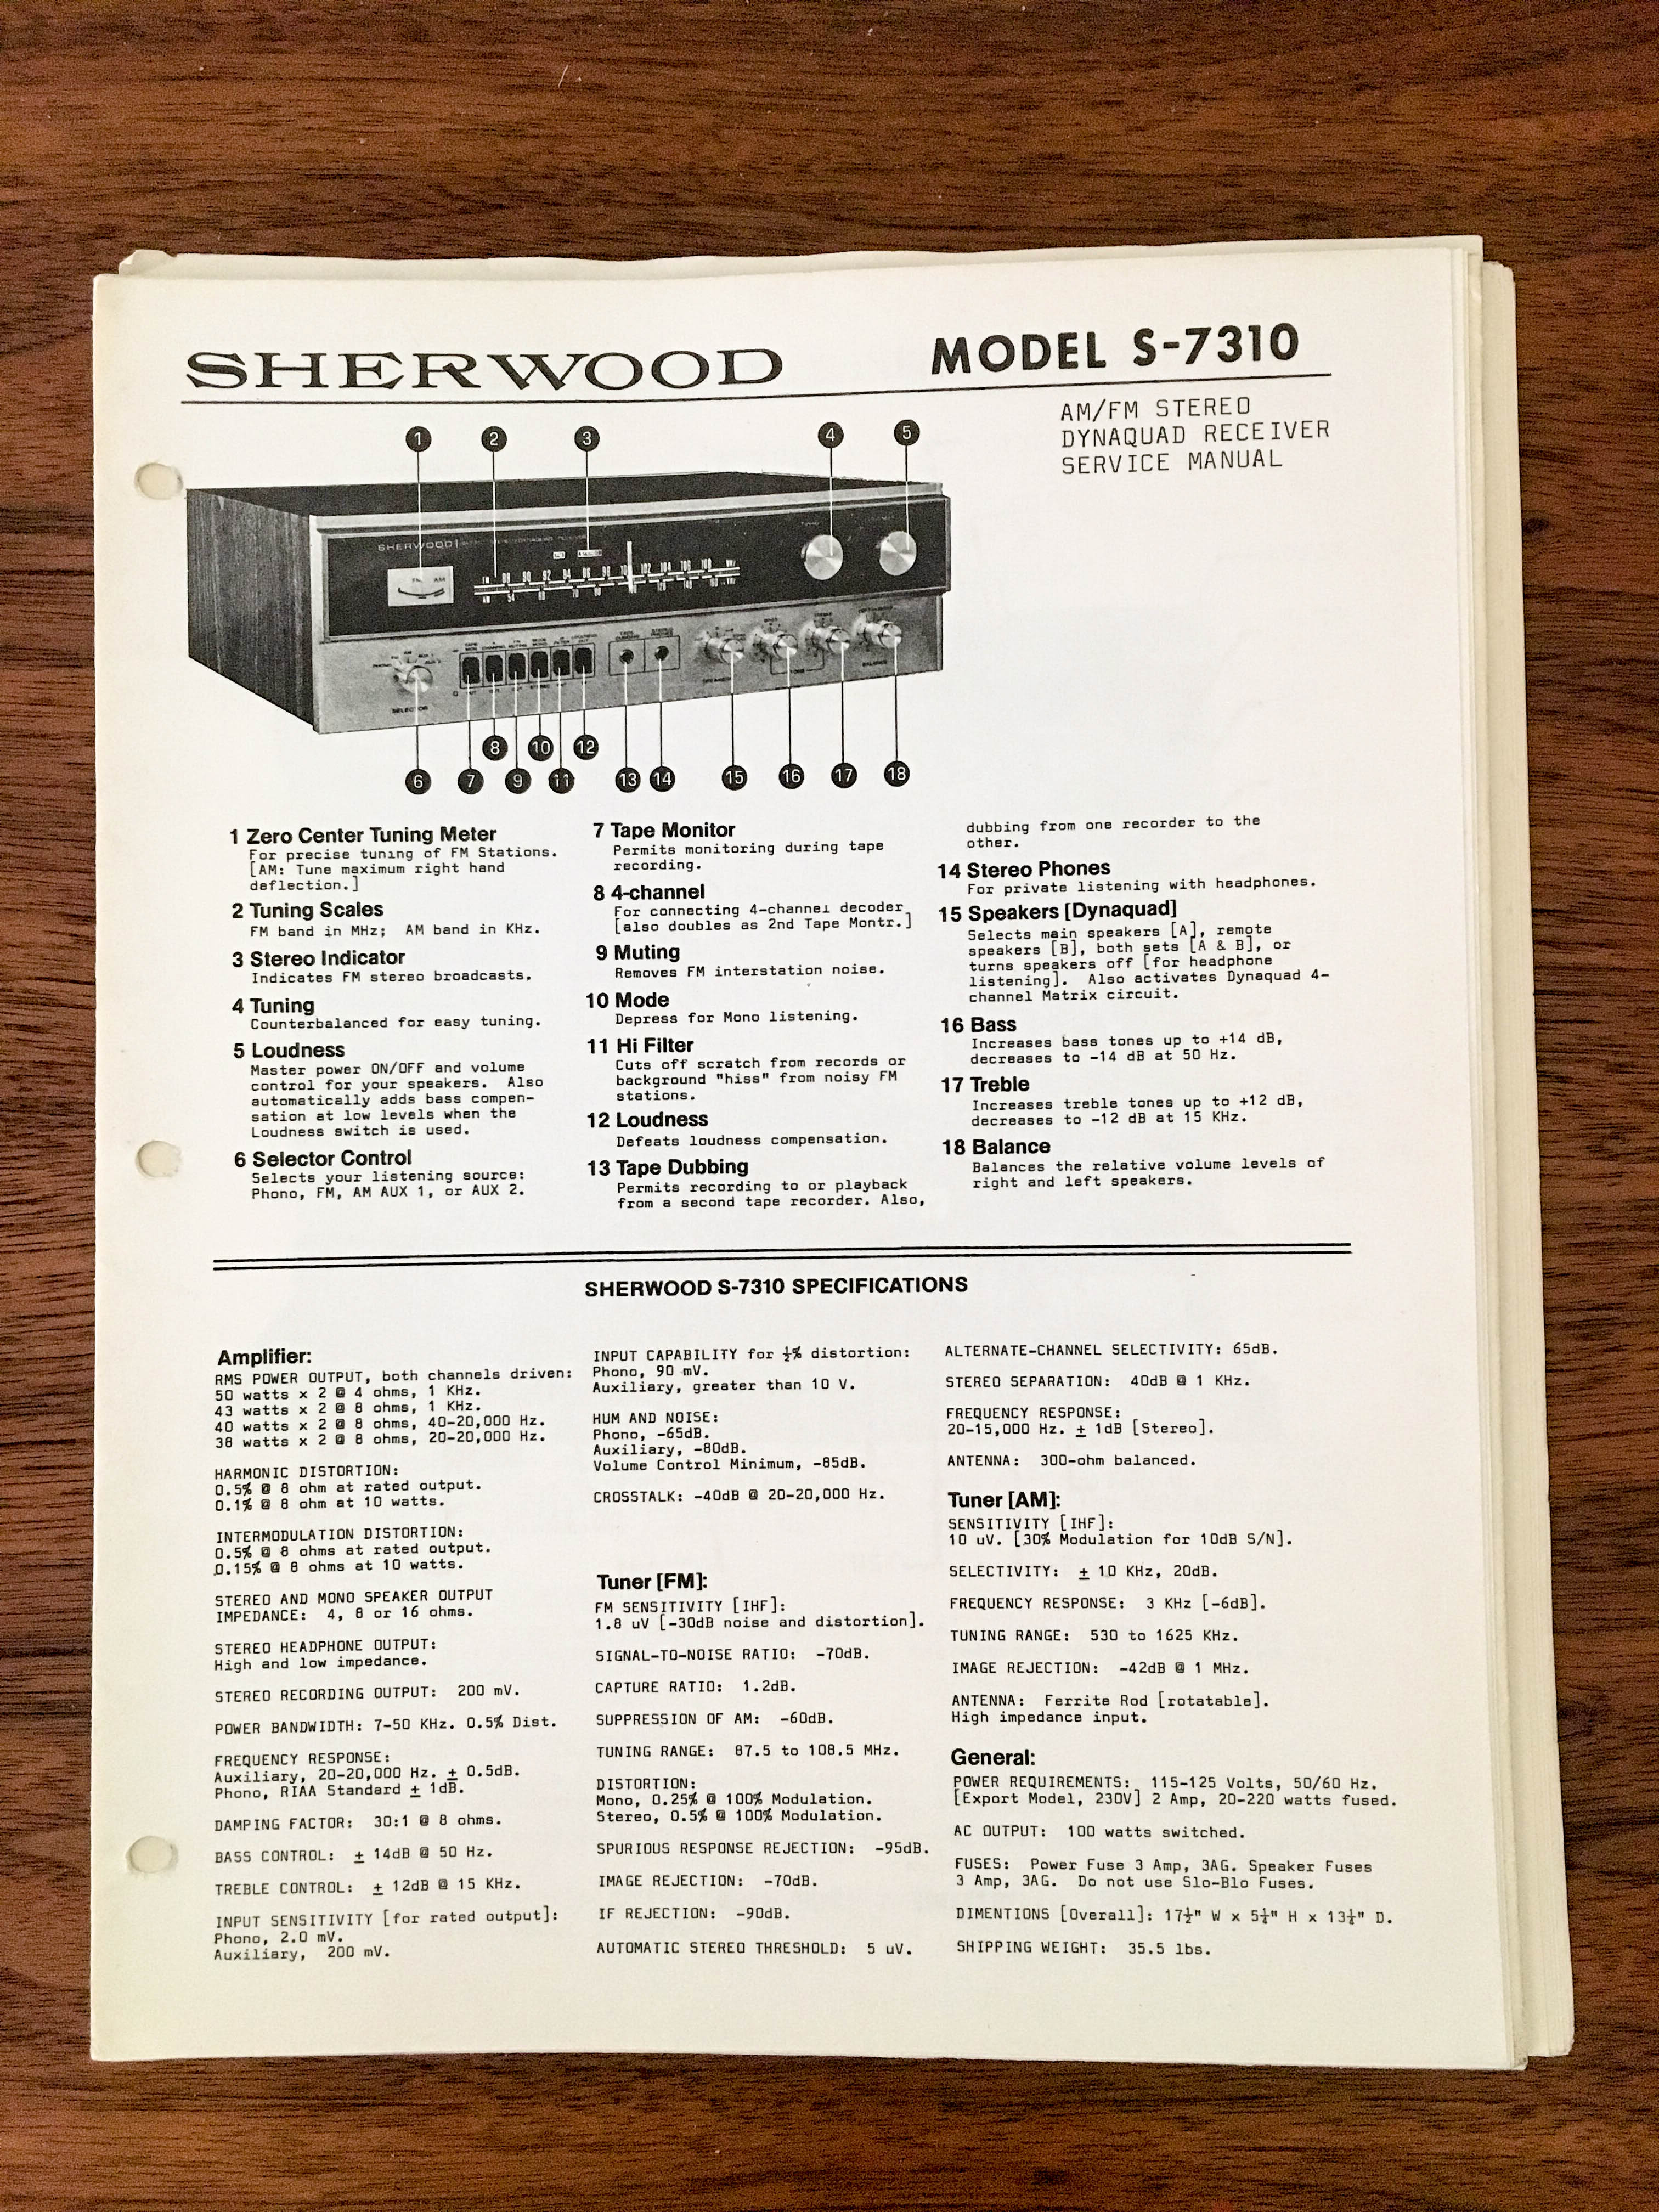 SHERWOOD
MODEL S-7310
AM/FM STEREO
DYNAQUAD RECEIVER
SERVICE MANUAL
1
2
3
4
5
SHERWOOD
FM 88 90 92 94 96 98 100 102 104 106 108 MHz
AM 54
SELECTOR
BALANCE
6
7
8
9
10
11
12
13
14
15
16
17
18
1 Zero Center Tuning Meter
For precise tuning of FM Stations.
[AM: Tune maximum right hand
deflection.]
2 Tuning Scales
FM band in MHz; AM band in KHz.
3 Stereo Indicator
Indicates FM stereo broadcasts.
4 Tuning
Counterbalanced for easy tuning.
5 Loudness
Master power ON/OFF and volume
control for your speakers. Also
automatically adds bass compen-
sation at low levels when the
Loudness switch is used.
6 Selector Control
Selects your listening source:
Phono, FM, AM AUX 1, or AUX 2.
7 Tape Monitor
Permits monitoring during tape
recording.
8 4-channel
For connecting 4-channel decoder
[also doubles as 2nd Tape Montr.]
9 Muting
Removes FM interstation noise.
10 Mode
Depress for Mono listening.
11 Hi Filter
Cuts off scratch from records or
background "hiss" from noisy FM
stations.
12 Loudness
Defeats loudness compensation.
13 Tape Dubbing
Permits recording to or playback
from a second tape recorder. Also,
dubbing from one recorder to the
other.
14 Stereo Phones
For private listening with headphones.
15 Speakers [Dynaquad]
Selects main speakers [A], remote
speakers [B], both sets [A & B], or
turns speakers off [for headphone
listening]. Also activates Dynaquad 4-
channel Matrix circuit.
16 Bass
Increases bass tones up to +14 dB,
decreases to -14 dB at 50 Hz.
17 Treble
Increases treble tones up to +12 dB,
decreases to -12 dB at 15 KHz.
18 Balance
Balances the relative volume levels of
right and left speakers.
SHERWOOD S-7310 SPECIFICATIONS
Amplifier:
RMS POWER OUTPUT, both channels driven:
50 watts x 2 @ 4 ohms, 1 KHz.
43 watts x 2 @ 8 ohms, 1 KHz.
40 watts x 2 @ 8 ohms, 40-20,000 Hz.
38 watts x 2 @ 8 ohms, 20-20,000 Hz.
HARMONIC DISTORTION:
0.5% @ 8 ohm at rated output.
0.1% @ 8 ohm at 10 watts.
INTERMODULATION DISTORTION:
0.5% @ 8 ohms at rated output.
0.15% @ 8 ohms at 10 watts.
STEREO AND MONO SPEAKER OUTPUT
IMPEDANCE: 4, 8 or 16 ohms.
STEREO HEADPHONE OUTPUT:
High and low impedance.
STEREO RECORDING OUTPUT: 200 mV.
POWER BANDWIDTH: 7-50 KHz. 0.5% Dist.
FREQUENCY RESPONSE:
Auxiliary, 20-20,000 Hz. ± 0.5dB.
Phono, RIAA Standard ± 1dB.
DAMPING FACTOR: 30:1 @ 8 ohms.
BASS CONTROL: ± 14dB @ 50 Hz.
TREBLE CONTROL: ± 12dB @ 15 KHz.
INPUT SENSITIVITY [for rated output]:
Phono, 2.0 mV.
Auxiliary, 200 mV.
INPUT CAPABILITY for ½% distortion:
Phono, 90 mV.
Auxiliary, greater than 10 V.
HUM AND NOISE:
Phono, -65dB.
Auxiliary, -80dB.
Volume Control Minimum, -85dB.
CROSSTALK: -40dB @ 20-20,000 Hz.
Tuner [FM]:
FM SENSITIVITY [IHF]:
1.8 uV [-30dB noise and distortion].
SIGNAL-TO-NOISE RATIO: -70dB.
CAPTURE RATIO: 1.2dB.
SUPPRESSION OF AM: -60dB.
TUNING RANGE: 87.5 to 108.5 MHz.
DISTORTION:
Mono, 0.25% @ 100% Modulation.
Stereo, 0.5% @ 100% Modulation.
SPURIOUS RESPONSE REJECTION: -95dB.
IMAGE REJECTION: -70dB.
IF REJECTION: -90dB.
AUTOMATIC STEREO THRESHOLD: 5 uV.
ALTERNATE-CHANNEL SELECTIVITY: 65dB.
STEREO SEPARATION: 40dB @ 1 KHz.
FREQUENCY RESPONSE:
20-15,000 Hz. ± 1dB [Stereo].
ANTENNA: 300-ohm balanced.
Tuner [AM]:
SENSITIVITY [IHF]:
10 uV. [30% Modulation for 10dB S/N].
SELECTIVITY: ± 10 KHz, 20dB.
FREQUENCY RESPONSE: 3 KHz [-6dB].
TUNING RANGE: 530 to 1625 KHz.
IMAGE REJECTION: -42dB @ 1 MHz.
ANTENNA: Ferrite Rod [rotatable].
High impedance input.
General:
POWER REQUIREMENTS: 115-125 Volts, 50/60 Hz.
[Export Model, 230V] 2 Amp, 20-220 watts fused.
AC OUTPUT: 100 watts switched.
FUSES: Power Fuse 3 Amp, 3AG. Speaker Fuses
3 Amp, 3AG. Do not use Slo-Blo Fuses.
DIMENTIONS [Overall]: 17½" W x 5¼" H x 13¼" D.
SHIPPING WEIGHT: 35.5 lbs.